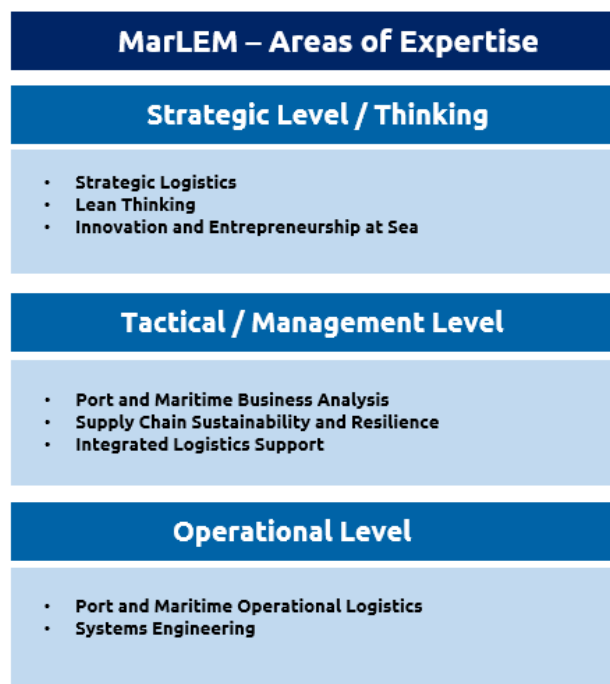 MarLEM – Areas of Expertise
Strategic Level / Thinking
• Strategic Logistics
• Lean Thinking
• Innovation and Entrepreneurship at Sea
Tactical / Management Level
• Port and Maritime Business Analysis
• Supply Chain Sustainability and Resilience
• Integrated Logistics Support
Operational Level
• Port and Maritime Operational Logistics
• Systems Engineering